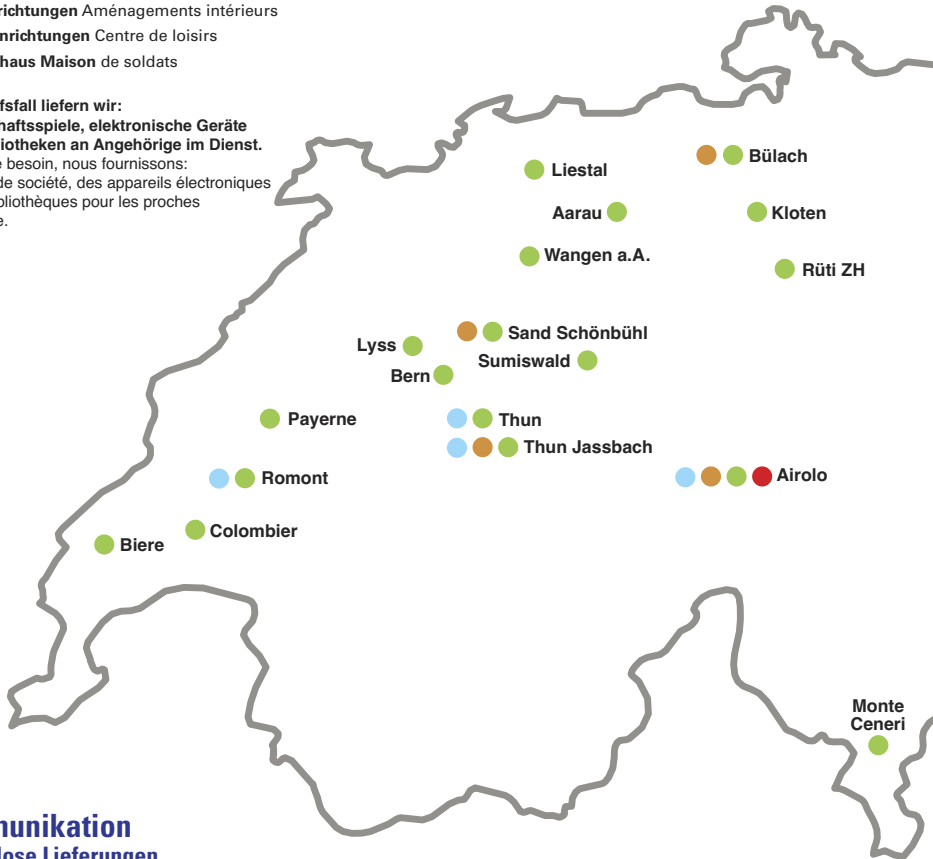 richtungen Aménagements intérieurs
nrichtungen Centre de loisirs
haus Maison de soldats
fsfall liefern wir:
haftsspiele, elektronische Geräte
liotheken an Angehörige im Dienst.
e besoin, nous fournissons:
de société, des appareils électroniques
bliothèques pour les proches
e.
Liestal
Bülach
Aarau
Kloten
Wangen a.A.
Rüti ZH
Sand Schönbühl
Lyss
Sumiswald
Bern
Payerne
Thun
Thun Jassbach
Romont
Airolo
Colombier
Biere
Monte
Ceneri
munikation
lose Lieferungen